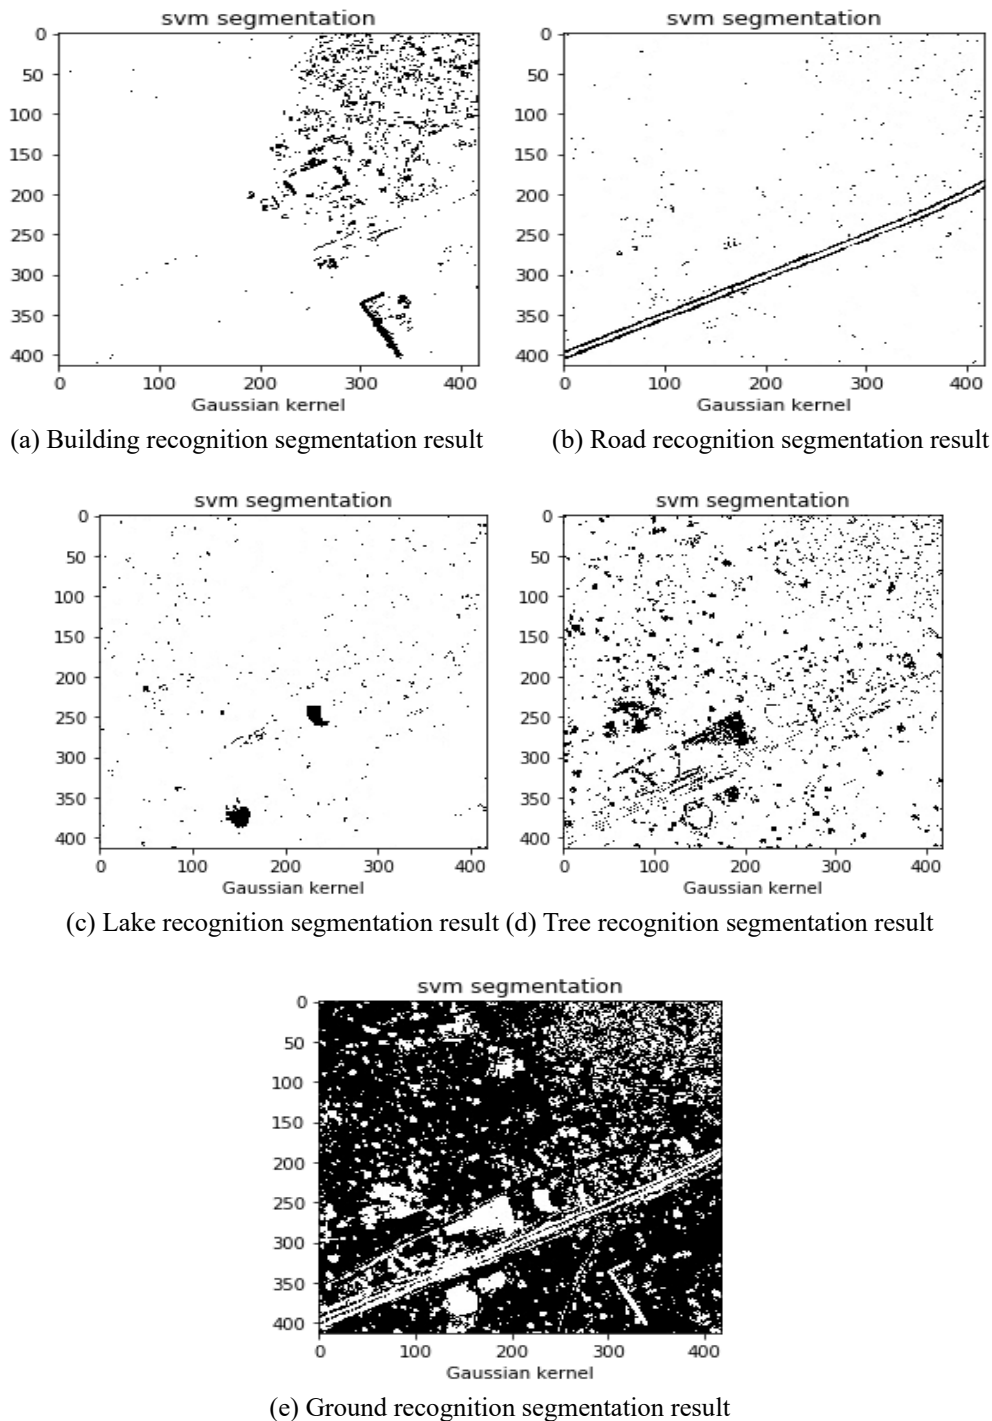 svm segmentation
0
50
100
150
200
250
300
350
400
0 100 200 300 400
Gaussian kernel
svm segmentation
0
50
100
150
200
250
300
350
400
0 100 200 300 400
Gaussian kernel
(a) Building recognition segmentation result
(b) Road recognition segmentation result
svm segmentation
0
50
100
150
200
250
300
350
400
0 100 200 300 400
Gaussian kernel
svm segmentation
0
50
100
150
200
250
300
350
400
0 100 200 300 400
Gaussian kernel
(c) Lake recognition segmentation result (d) Tree recognition segmentation result
svm segmentation
0
50
100
150
200
250
300
350
400
0 100 200 300 400
Gaussian kernel
(e) Ground recognition segmentation result